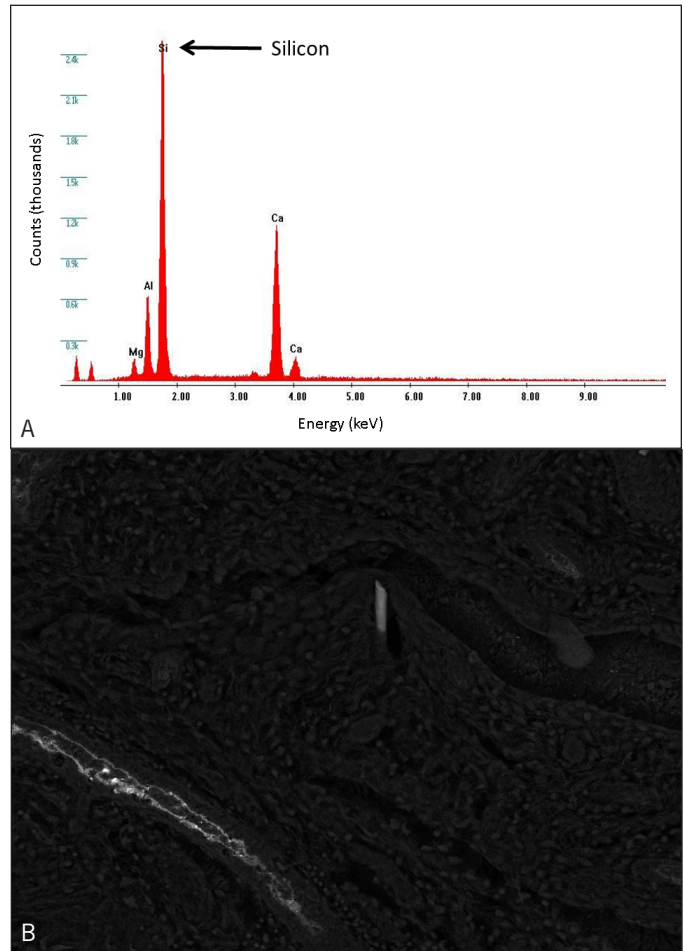 Si
Silicon
2.4k
2.1k
1.8k
1.5k
1.2k
0.9k
0.6k
0.3k
Counts (thousands)
Ca
Al
Mg
Ca
1.00 2.00 3.00 4.00 5.00 6.00 7.00 8.00 9.00
Energy (keV)
A
B